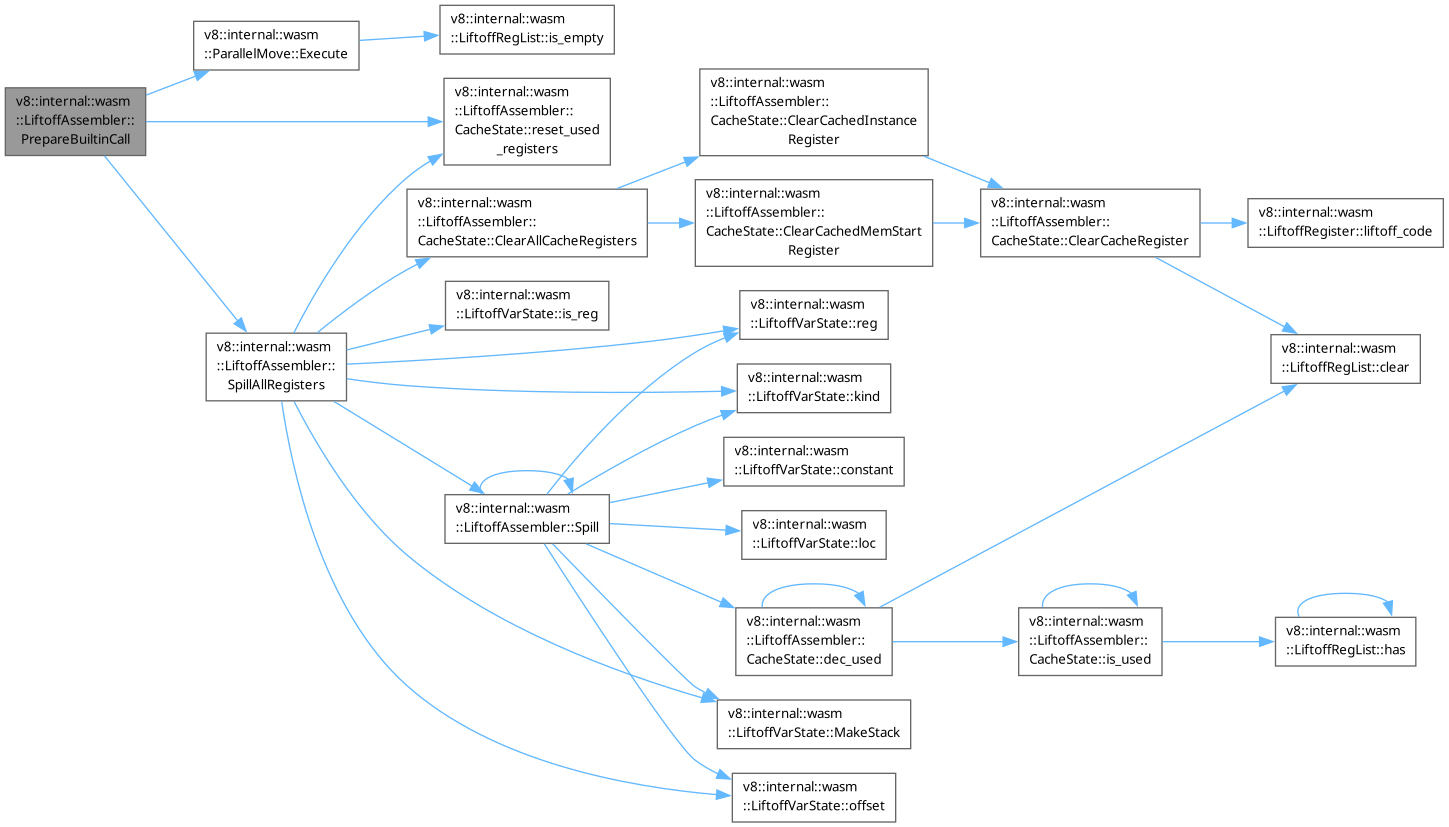 v8::internal::wasm
::LiftoffAssembler::
PrepareBuiltinCall
v8::internal::wasm
::ParallelMove::Execute
v8::internal::wasm
::LiftoffRegList::is_empty
v8::internal::wasm
::LiftoffAssembler::
CacheState::reset_used
_registers
v8::internal::wasm
::LiftoffAssembler::
SpillAllRegisters
v8::internal::wasm
::LiftoffAssembler::
CacheState::ClearAllCacheRegisters
v8::internal::wasm
::LiftoffAssembler::
CacheState::ClearCachedInstance
Register
v8::internal::wasm
::LiftoffAssembler::
CacheState::ClearCachedMemStart
Register
v8::internal::wasm
::LiftoffAssembler::
CacheState::ClearCacheRegister
v8::internal::wasm
::LiftoffRegister::liftoff_code
v8::internal::wasm
::LiftoffRegList::clear
v8::internal::wasm
::LiftoffVarState::is_reg
v8::internal::wasm
::LiftoffVarState::reg
v8::internal::wasm
::LiftoffVarState::kind
v8::internal::wasm
::LiftoffAssembler::Spill
v8::internal::wasm
::LiftoffVarState::constant
v8::internal::wasm
::LiftoffVarState::loc
v8::internal::wasm
::LiftoffAssembler::
CacheState::dec_used
v8::internal::wasm
::LiftoffAssembler::
CacheState::is_used
v8::internal::wasm
::LiftoffRegList::has
v8::internal::wasm
::LiftoffVarState::MakeStack
v8::internal::wasm
::LiftoffVarState::offset